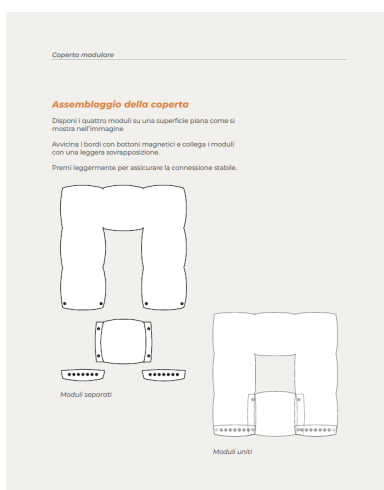 Coperta modulare
Assemblaggio della coperta
Disponi i quattro moduli su una superficie piana come si
mostra nell'immagine
Avvicina i bordi con bottoni magnetici e collega i moduli
con una leggera sovrapposizione.
Premi leggermente per assicurare la connessione stabile.
Moduli separati
Moduli uniti